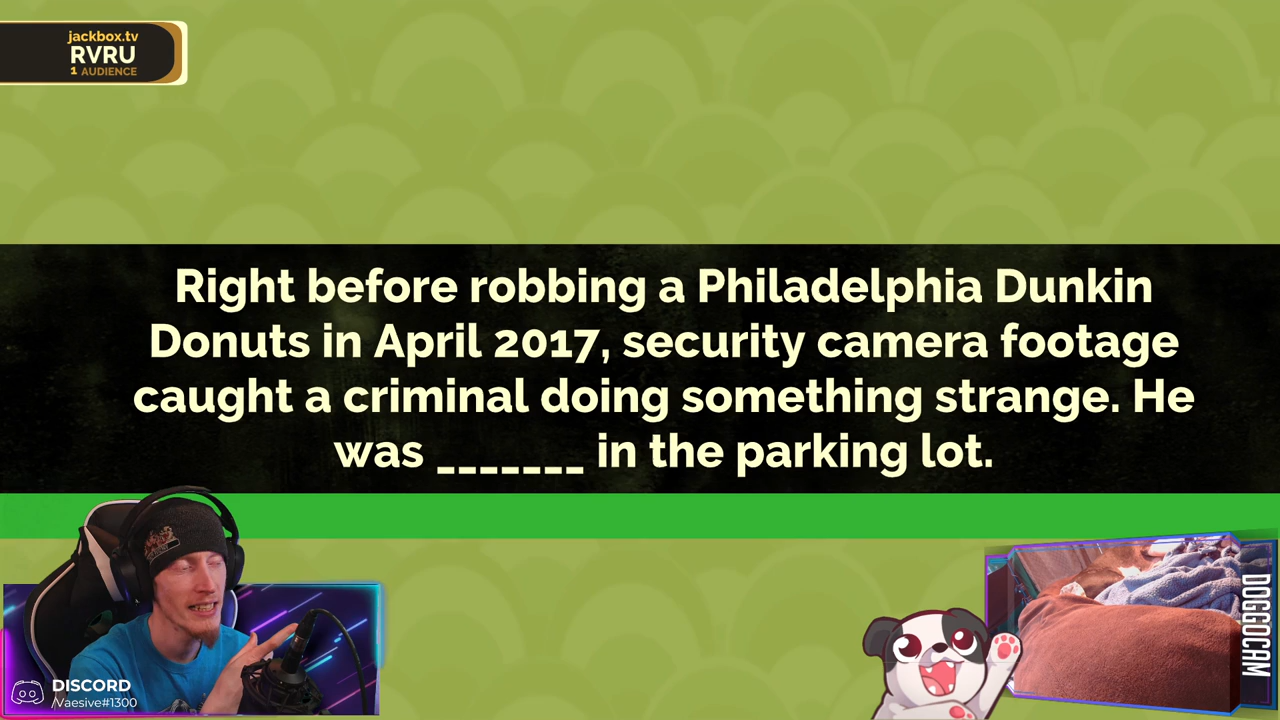 jackbox.tv
RVRU
1 AUDIENCE
Right before robbing a Philadelphia Dunkin
Donuts in April 2017, security camera footage
caught a criminal doing something strange. He
was _______ in the parking lot.
DISCORD
/Vaesive#1300
DOGGOCAM